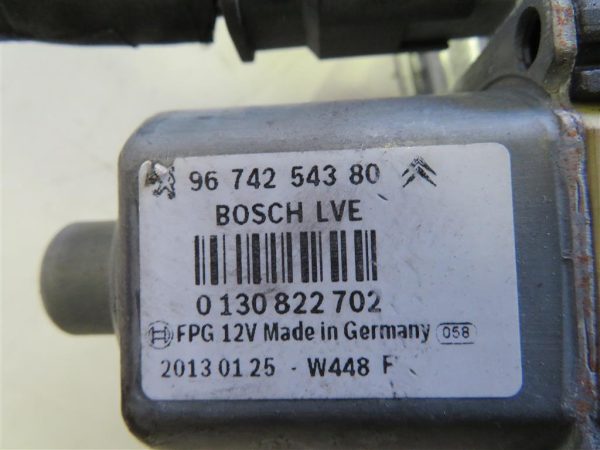 96 742 543 80
BOSCH LVE
0 130 822 702
FPG 12V Made in Germany 058
2013 01 25 - W448 F